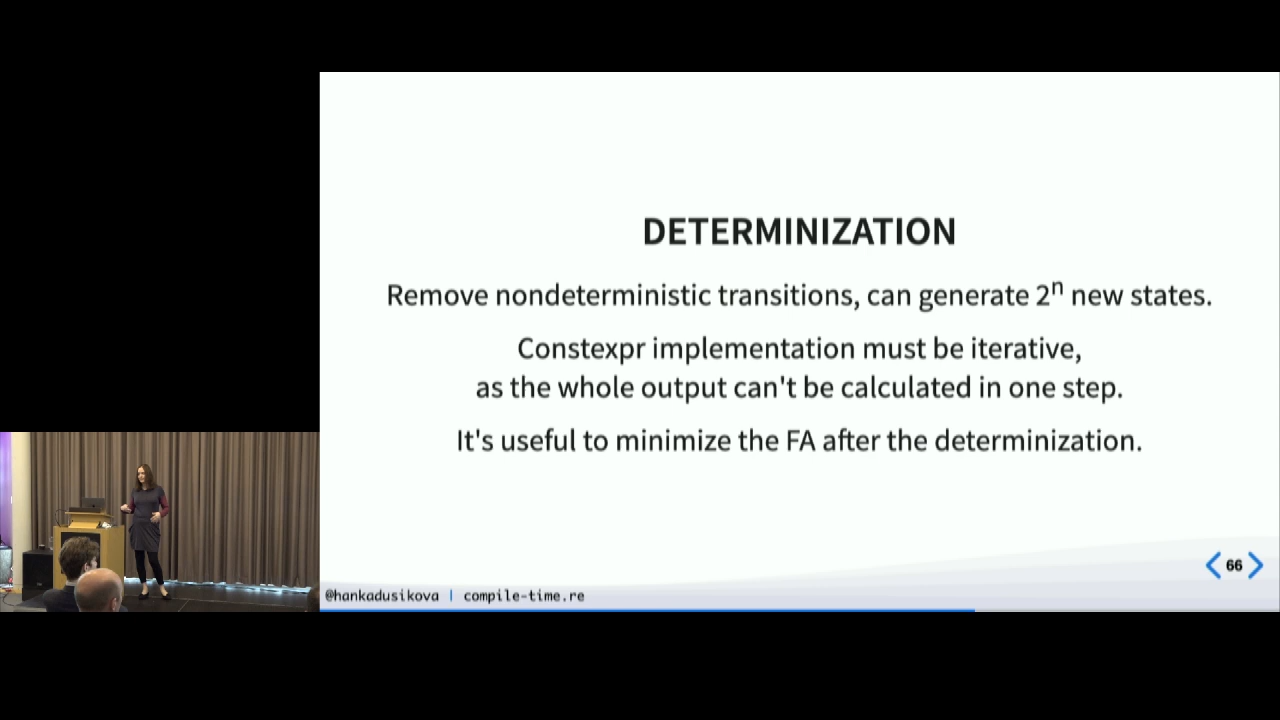 DETERMINIZATION
Remove nondeterministic transitions, can generate 2ⁿ new states.
Constexpr implementation must be iterative,
as the whole output can't be calculated in one step.
It's useful to minimize the FA after the determinization.
66
@hankadusikova | compile-time.re